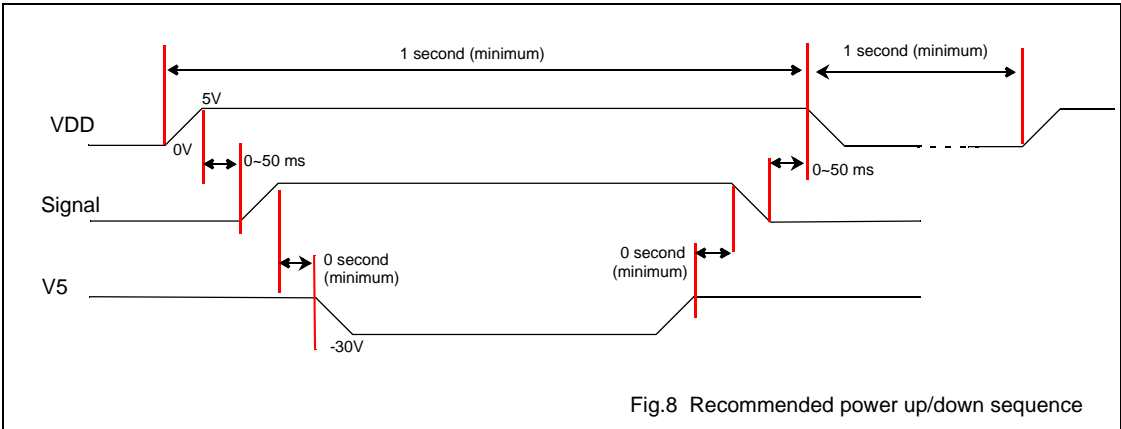 1 second (minimum)
1 second (minimum)
5V
VDD
0V
0~50 ms
0~50 ms
Signal
0 second
(minimum)
0 second
(minimum)
V5
-30V
Fig.8 Recommended power up/down sequence